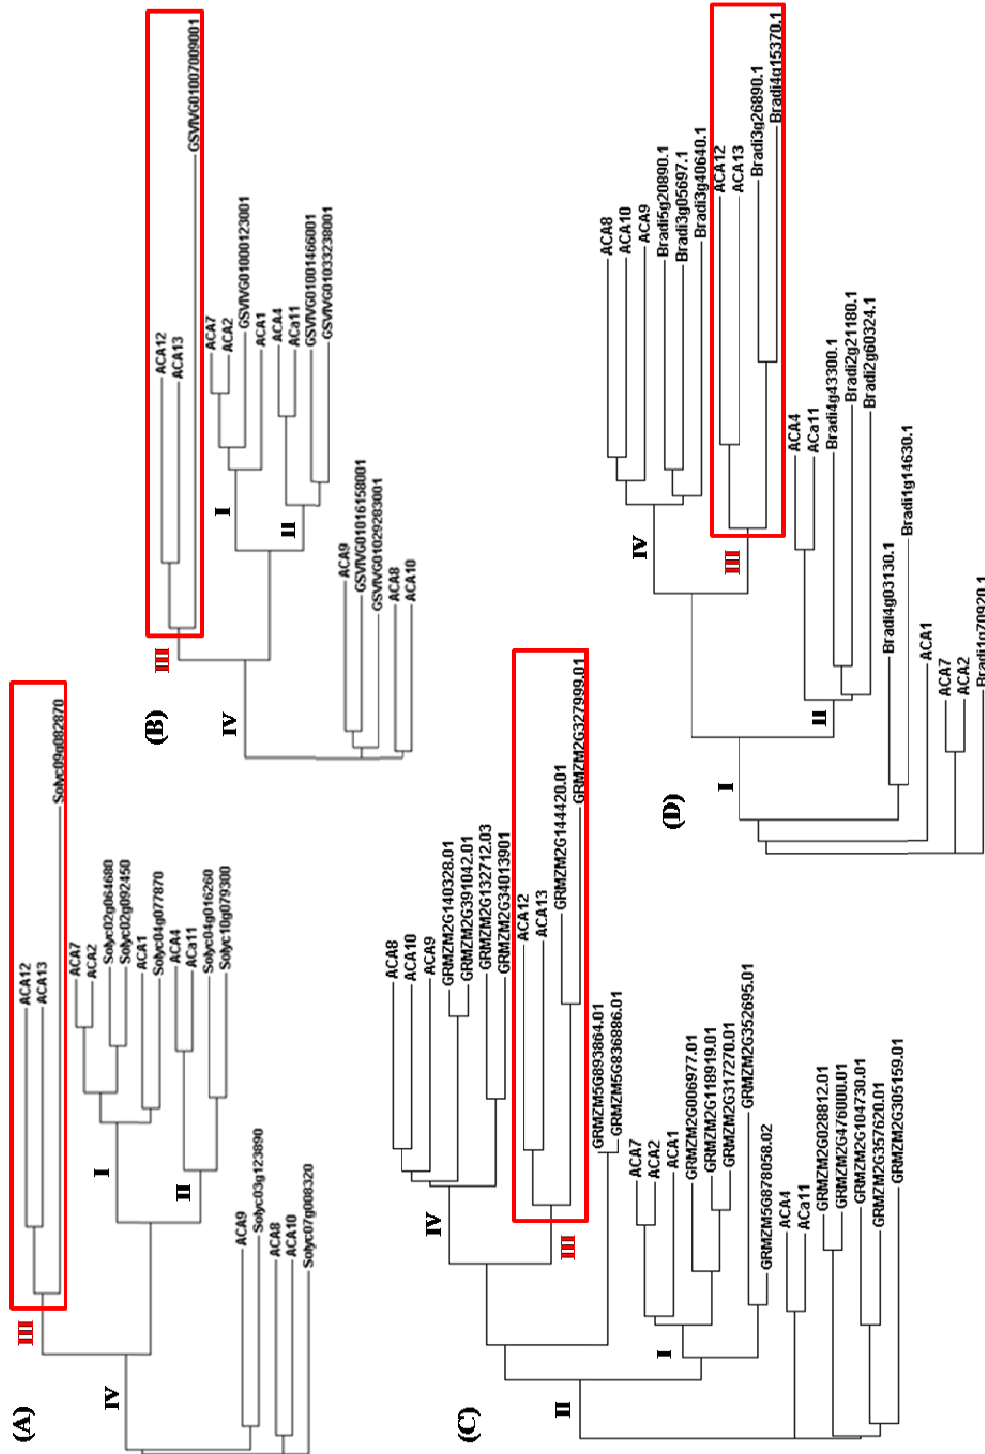 (A)
III
ACA12
ACA13
Solyc09g082870
I
ACA7
ACA2
Solyc02g064680
Solyc02g092450
ACA1
Solyc04g077870
II
ACA4
ACa11
Solyc04g016260
Solyc10g079300
IV
ACA9
Solyc03g123890
ACA8
ACA10
Solyc07g008320
(B)
III
ACA12
ACA13
GSVIVG01007009001
I
ACA7
ACA2
GSVIVG01000123001
ACA1
II
ACA4
ACa11
GSVIVG01001466001
GSVIVG01033238001
IV
ACA9
GSVIVG01016158001
GSVIVG01029283001
ACA8
ACA10
(C)
IV
ACA8
ACA10
ACA9
GRMZM2G140328.01
GRMZM2G391042.01
GRMZM2G132712.03
GRMZM2G34013901
III
ACA12
ACA13
GRMZM2G144420.01
GRMZM2G327999.01
GRMZM5G893864.01
GRMZM5G836886.01
I
ACA7
ACA2
ACA1
GRMZM2G006977.01
GRMZM2G118919.01
GRMZM2G317270.01
GRMZM2G352695.01
GRMZM5G878058.02
II
ACA4
ACa11
GRMZM2G028812.01
GRMZM2G476000.01
GRMZM2G104730.01
GRMZM2G357620.01
GRMZM2G305159.01
(D)
IV
ACA8
ACA10
ACA9
Bradi5g20890.1
Bradi3g05697.1
Bradi3g40640.1
III
ACA12
ACA13
Bradi3g26890.1
Bradi4g15370.1
II
ACA4
ACa11
Bradi4g43300.1
Bradi2g21180.1
Bradi2g60324.1
I
Bradi4g03130.1
Bradi1g14630.1
ACA1
ACA7
ACA2
Bradi1g70920.1